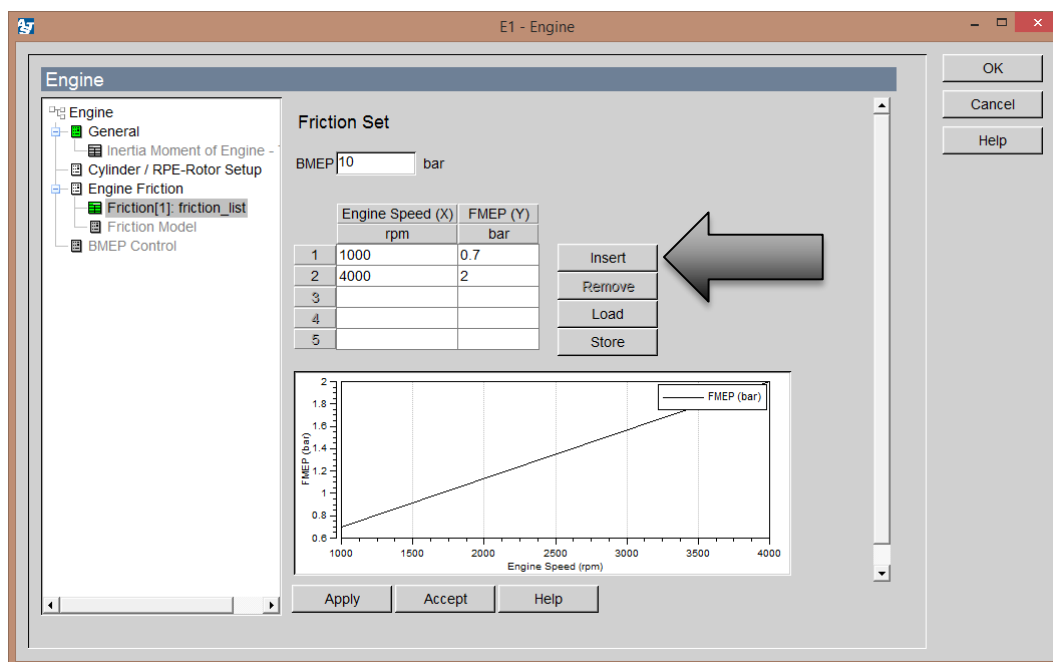 E1 - Engine
OK
Cancel
Help
Engine
Engine
General
Inertia Moment of Engine -
Cylinder / RPE-Rotor Setup
Engine Friction
Friction[1]: friction_list
Friction Model
BMEP Control
Friction Set
BMEP 10 bar
Engine Speed (X) FMEP (Y)
rpm bar
1 1000 0.7
2 4000 2
3
4
5
Insert
Remove
Load
Store
2
1.8
1.6
1.4
1.2
1
0.8
0.6
FMEP (bar)
FMEP (bar)
1000 1500 2000 2500 3000 3500 4000
Engine Speed (rpm)
Apply Accept Help